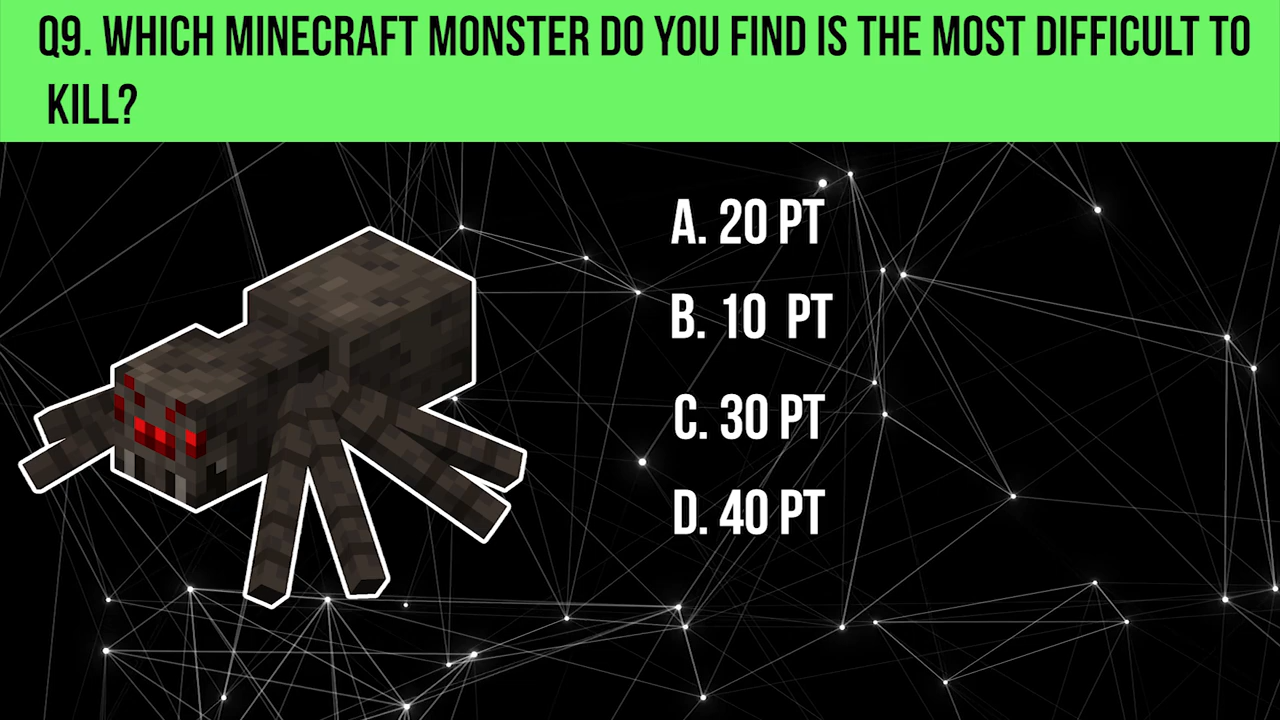 Q9. WHICH MINECRAFT MONSTER DO YOU FIND IS THE MOST DIFFICULT TO
KILL?
A. 20 PT
B. 10 PT
C. 30 PT
D. 40 PT